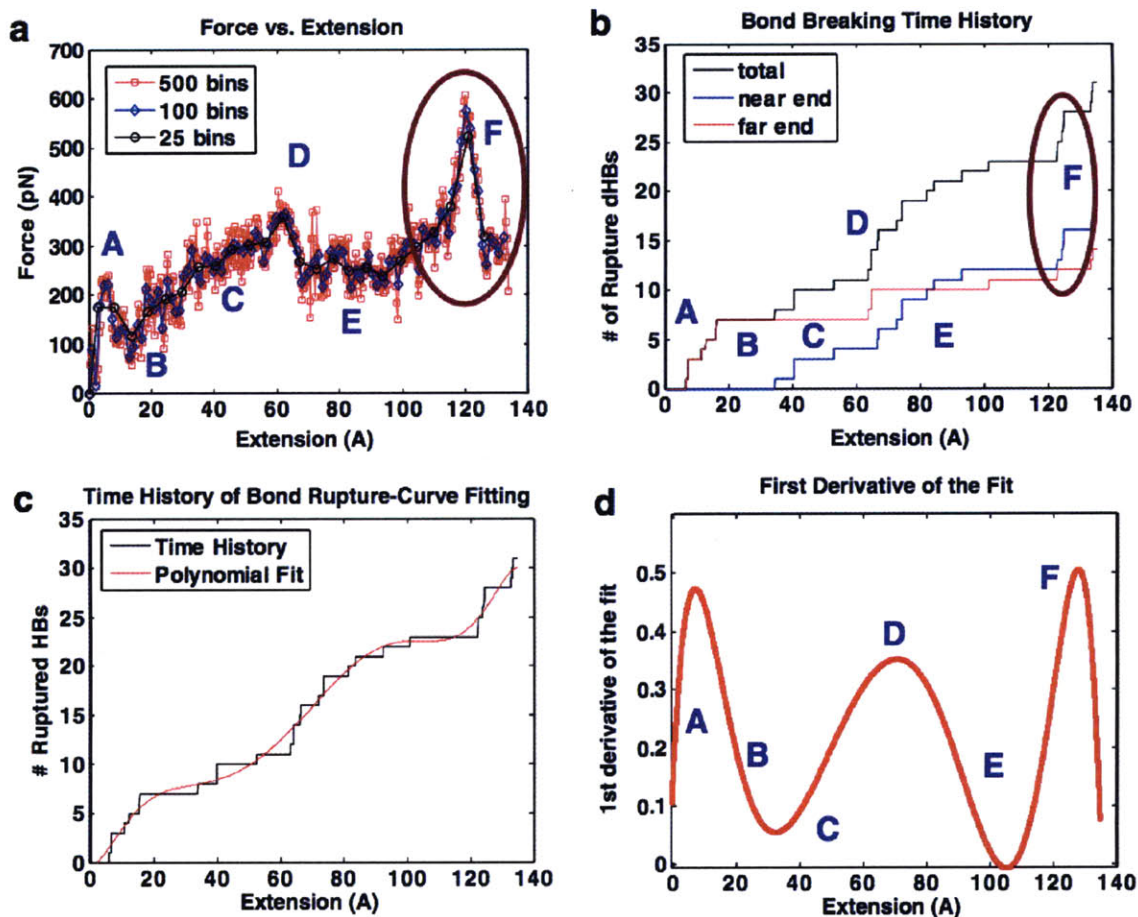 a
Force vs. Extension
700
600
500
400
300
200
100
0
Force (pN)
500 bins
100 bins
25 bins
A
B
C
D
E
F
0 20 40 60 80 100 120 140
Extension (A)
b
Bond Breaking Time History
35
30
25
20
15
10
5
0
# of Rupture dHBs
total
near end
far end
A
B
C
D
E
F
0 20 40 60 80 100 120 140
Extension (A)
c
Time History of Bond Rupture-Curve Fitting
35
30
25
20
15
10
5
0
# Ruptured HBs
Time History
Polynomial Fit
0 20 40 60 80 100 120 140
Extension (A)
d
First Derivative of the Fit
0.5
0.4
0.3
0.2
0.1
0
1st derivative of the fit
A
B
C
D
E
F
0 20 40 60 80 100 120 140
Extension (A)